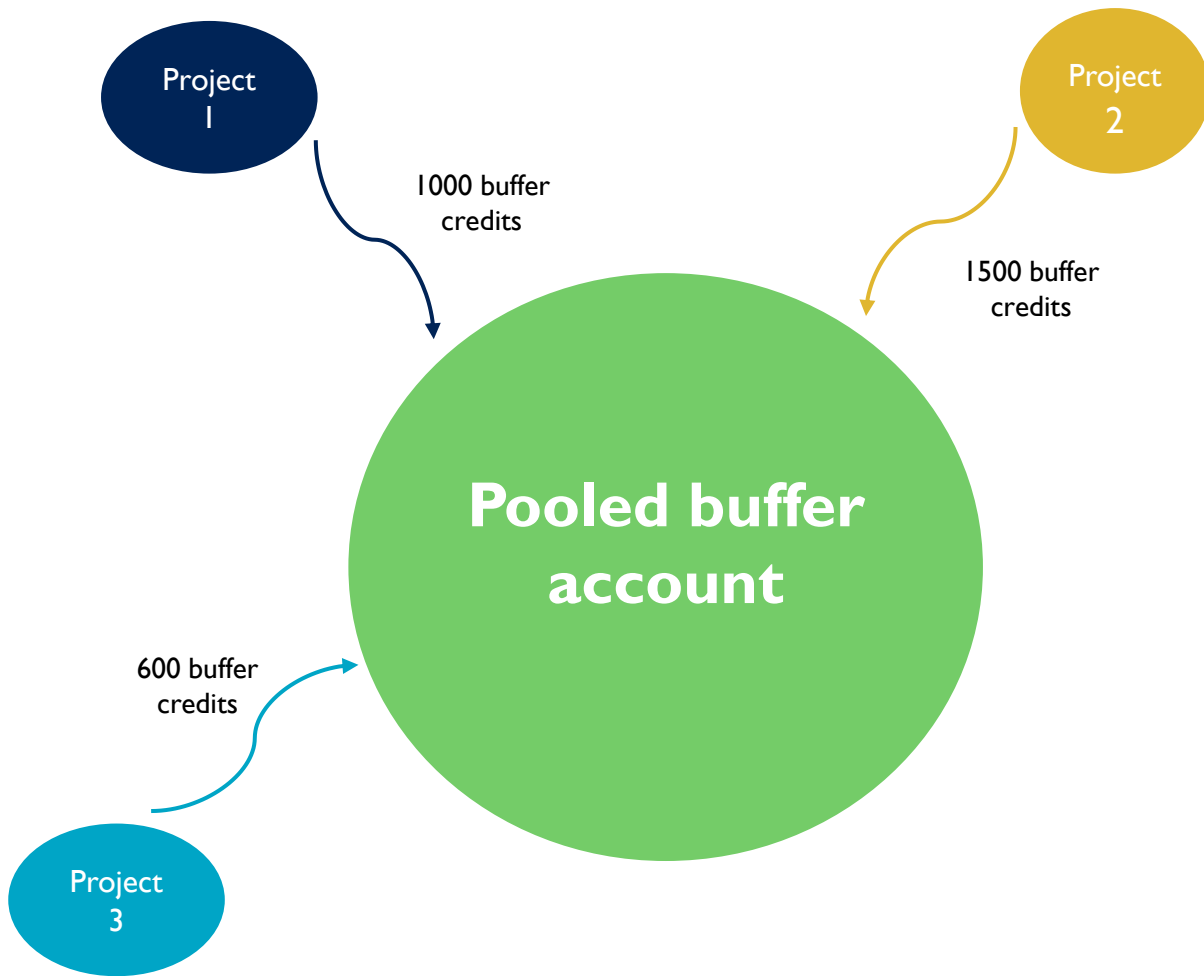 Project
1
Project
2
1000 buffer
credits
1500 buffer
credits
Pooled buffer
account
600 buffer
credits
Project
3